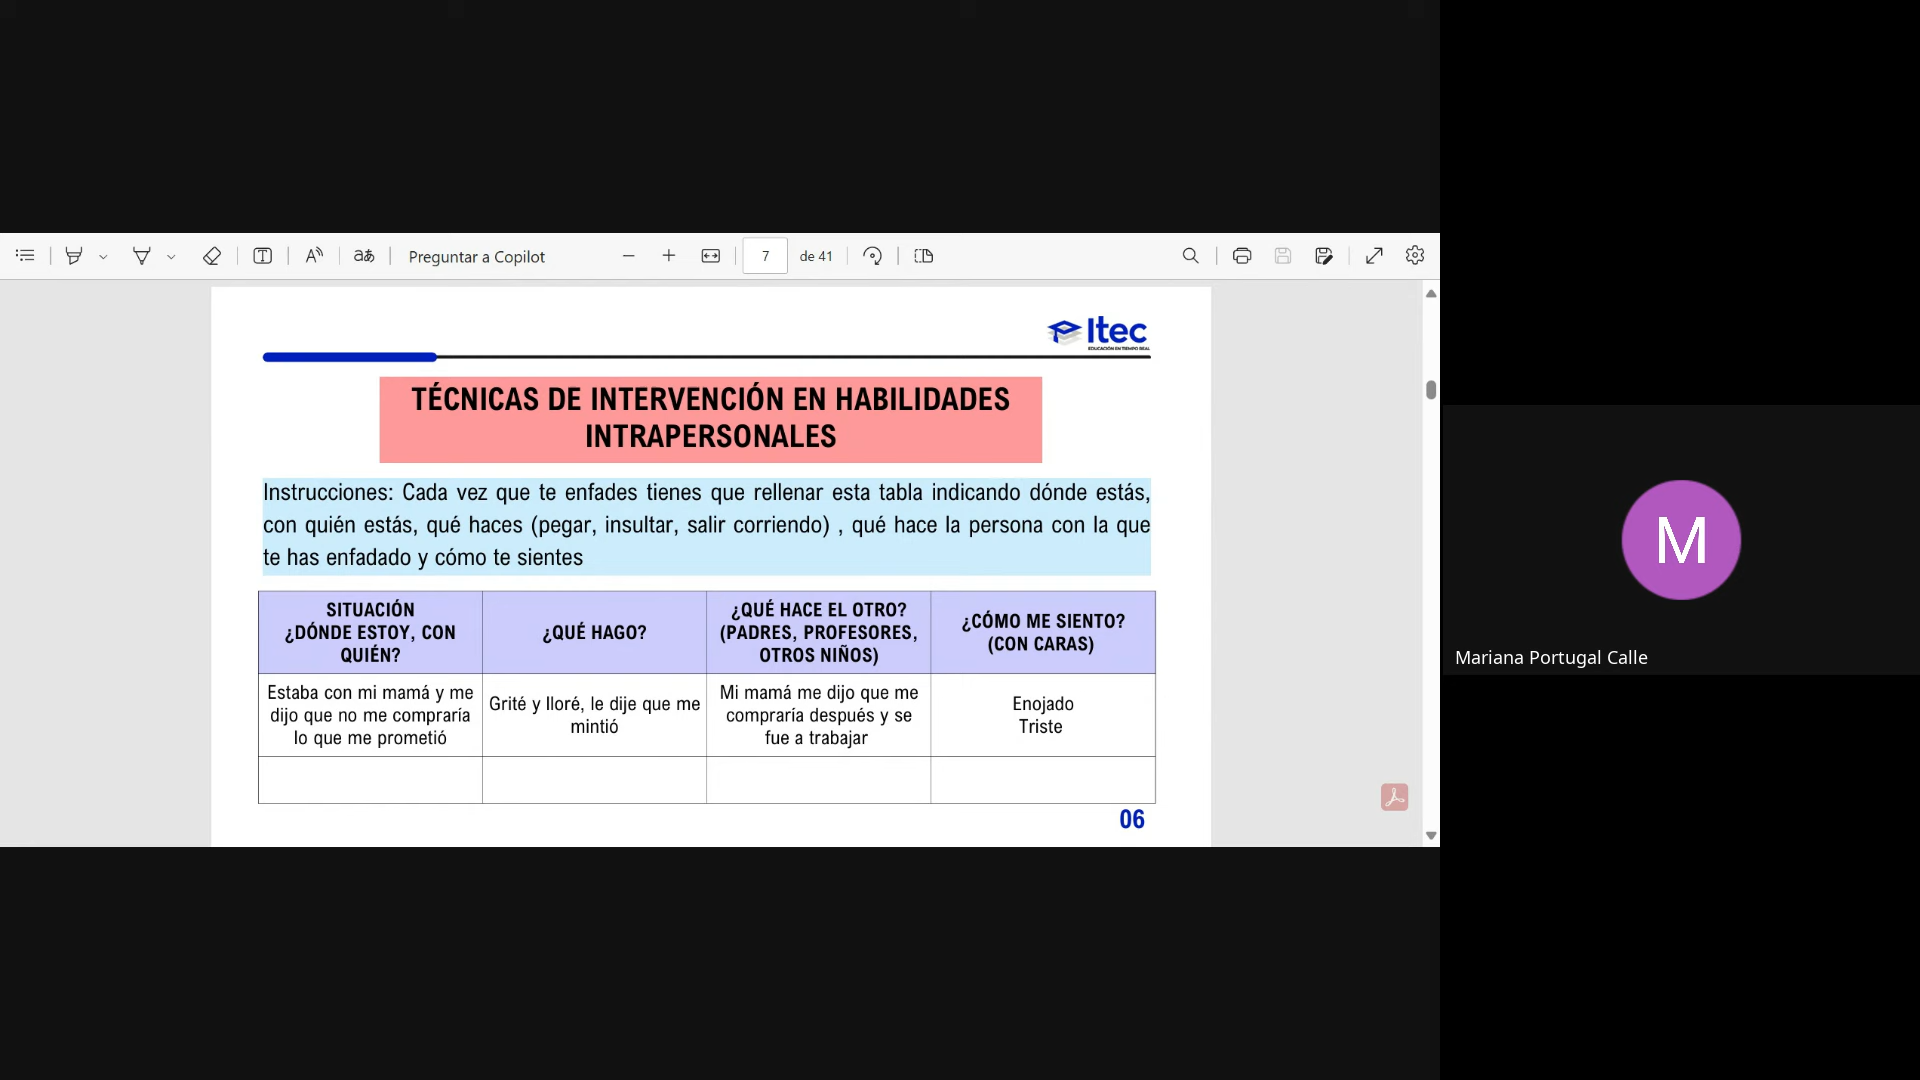 Preguntar a Copilot
7 de 41
Itec
EDUCACIÓN EN TIEMPO REAL
TÉCNICAS DE INTERVENCIÓN EN HABILIDADES
INTRAPERSONALES
Instrucciones: Cada vez que te enfades tienes que rellenar esta tabla indicando dónde estás,
con quién estás, qué haces (pegar, insultar, salir corriendo) , qué hace la persona con la que
te has enfadado y cómo te sientes
SITUACIÓN
¿DÓNDE ESTOY, CON
QUIÉN?
¿QUÉ HAGO?
¿QUÉ HACE EL OTRO?
(PADRES, PROFESORES,
OTROS NIÑOS)
¿CÓMO ME SIENTO?
(CON CARAS)
Estaba con mi mamá y me
dijo que no me compraría
lo que me prometió
Grité y lloré, le dije que me
mintió
Mi mamá me dijo que me
compraría después y se
fue a trabajar
Enojado
Triste
06
M
Mariana Portugal Calle